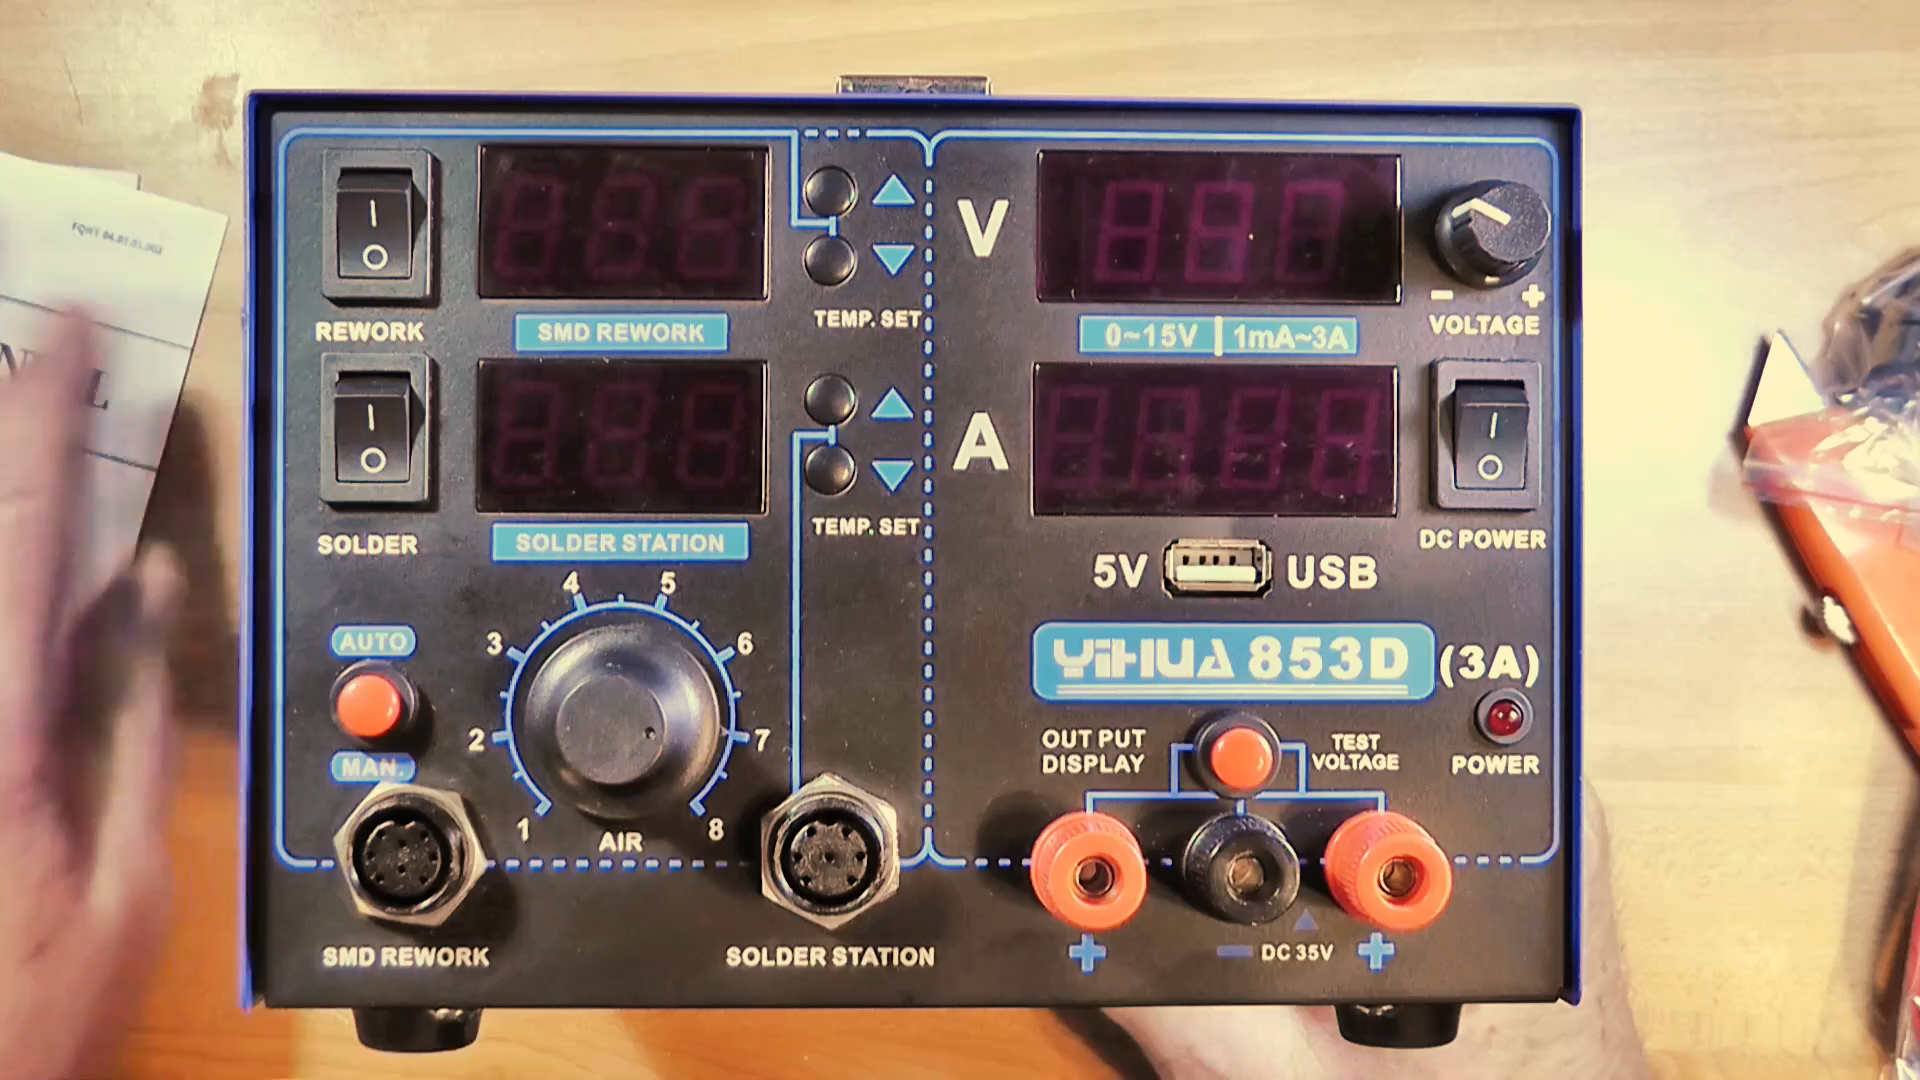 REWORK
SMD REWORK
TEMP. SET
V
0~15V | 1mA~3A
- +
VOLTAGE
SOLDER
SOLDER STATION
TEMP. SET
A
DC POWER
5V USB
AUTO
MAN.
1 2 3 4 5 6 7 8
AIR
YiHUA 853D (3A)
OUT PUT
DISPLAY
TEST
VOLTAGE
POWER
SMD REWORK
SOLDER STATION
+ - DC 35V +